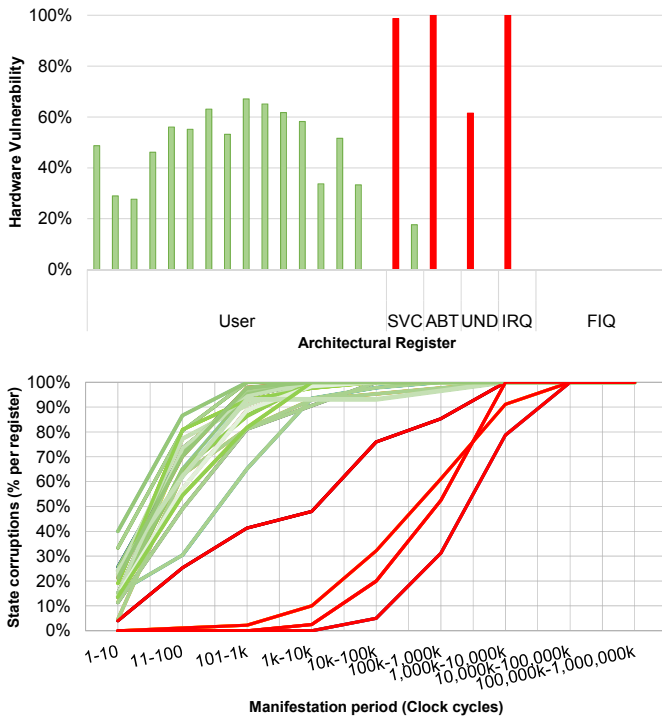 100%
80%
60%
40%
20%
0%
Hardware Vulnerability
User
SVC
ABT
UND
IRQ
FIQ
Architectural Register
100%
90%
80%
70%
60%
50%
40%
30%
20%
10%
0%
State corruptions (% per register)
1-10
11-100
101-1k
1k-10k
10k-100k
100k-1,000k
1,000k-10,000k
10,000k-100,000k
100,000k-1,000,000k
Manifestation period (Clock cycles)